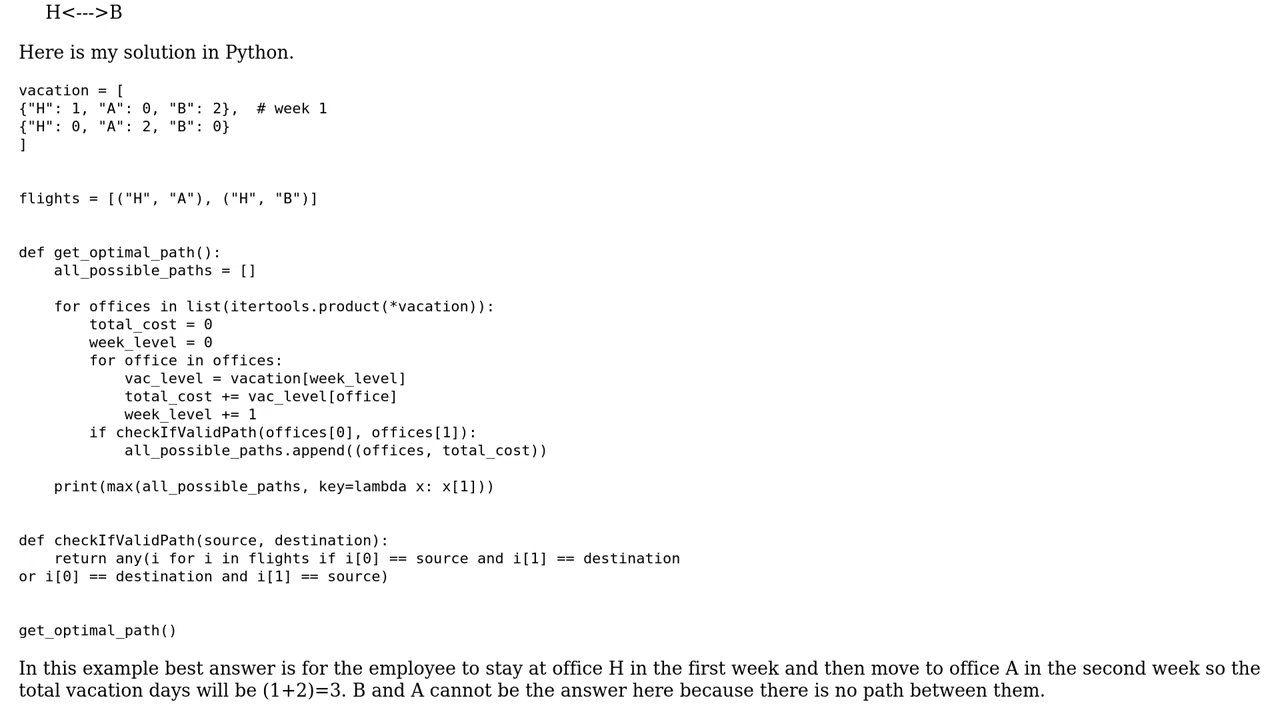 H<--->B
Here is my solution in Python.
vacation = [
{"H": 1, "A": 0, "B": 2},  # week 1
{"H": 0, "A": 2, "B": 0}
]
flights = [("H", "A"), ("H", "B")]
def get_optimal_path():
    all_possible_paths = []
    for offices in list(itertools.product(*vacation)):
        total_cost = 0
        week_level = 0
        for office in offices:
            vac_level = vacation[week_level]
            total_cost += vac_level[office]
            week_level += 1
        if checkIfValidPath(offices[0], offices[1]):
            all_possible_paths.append((offices, total_cost))
    print(max(all_possible_paths, key=lambda x: x[1]))
def checkIfValidPath(source, destination):
    return any(i for i in flights if i[0] == source and i[1] == destination
or i[0] == destination and i[1] == source)
get_optimal_path()
In this example best answer is for the employee to stay at office H in the first week and then move to office A in the second week so the
total vacation days will be (1+2)=3. B and A cannot be the answer here because there is no path between them.